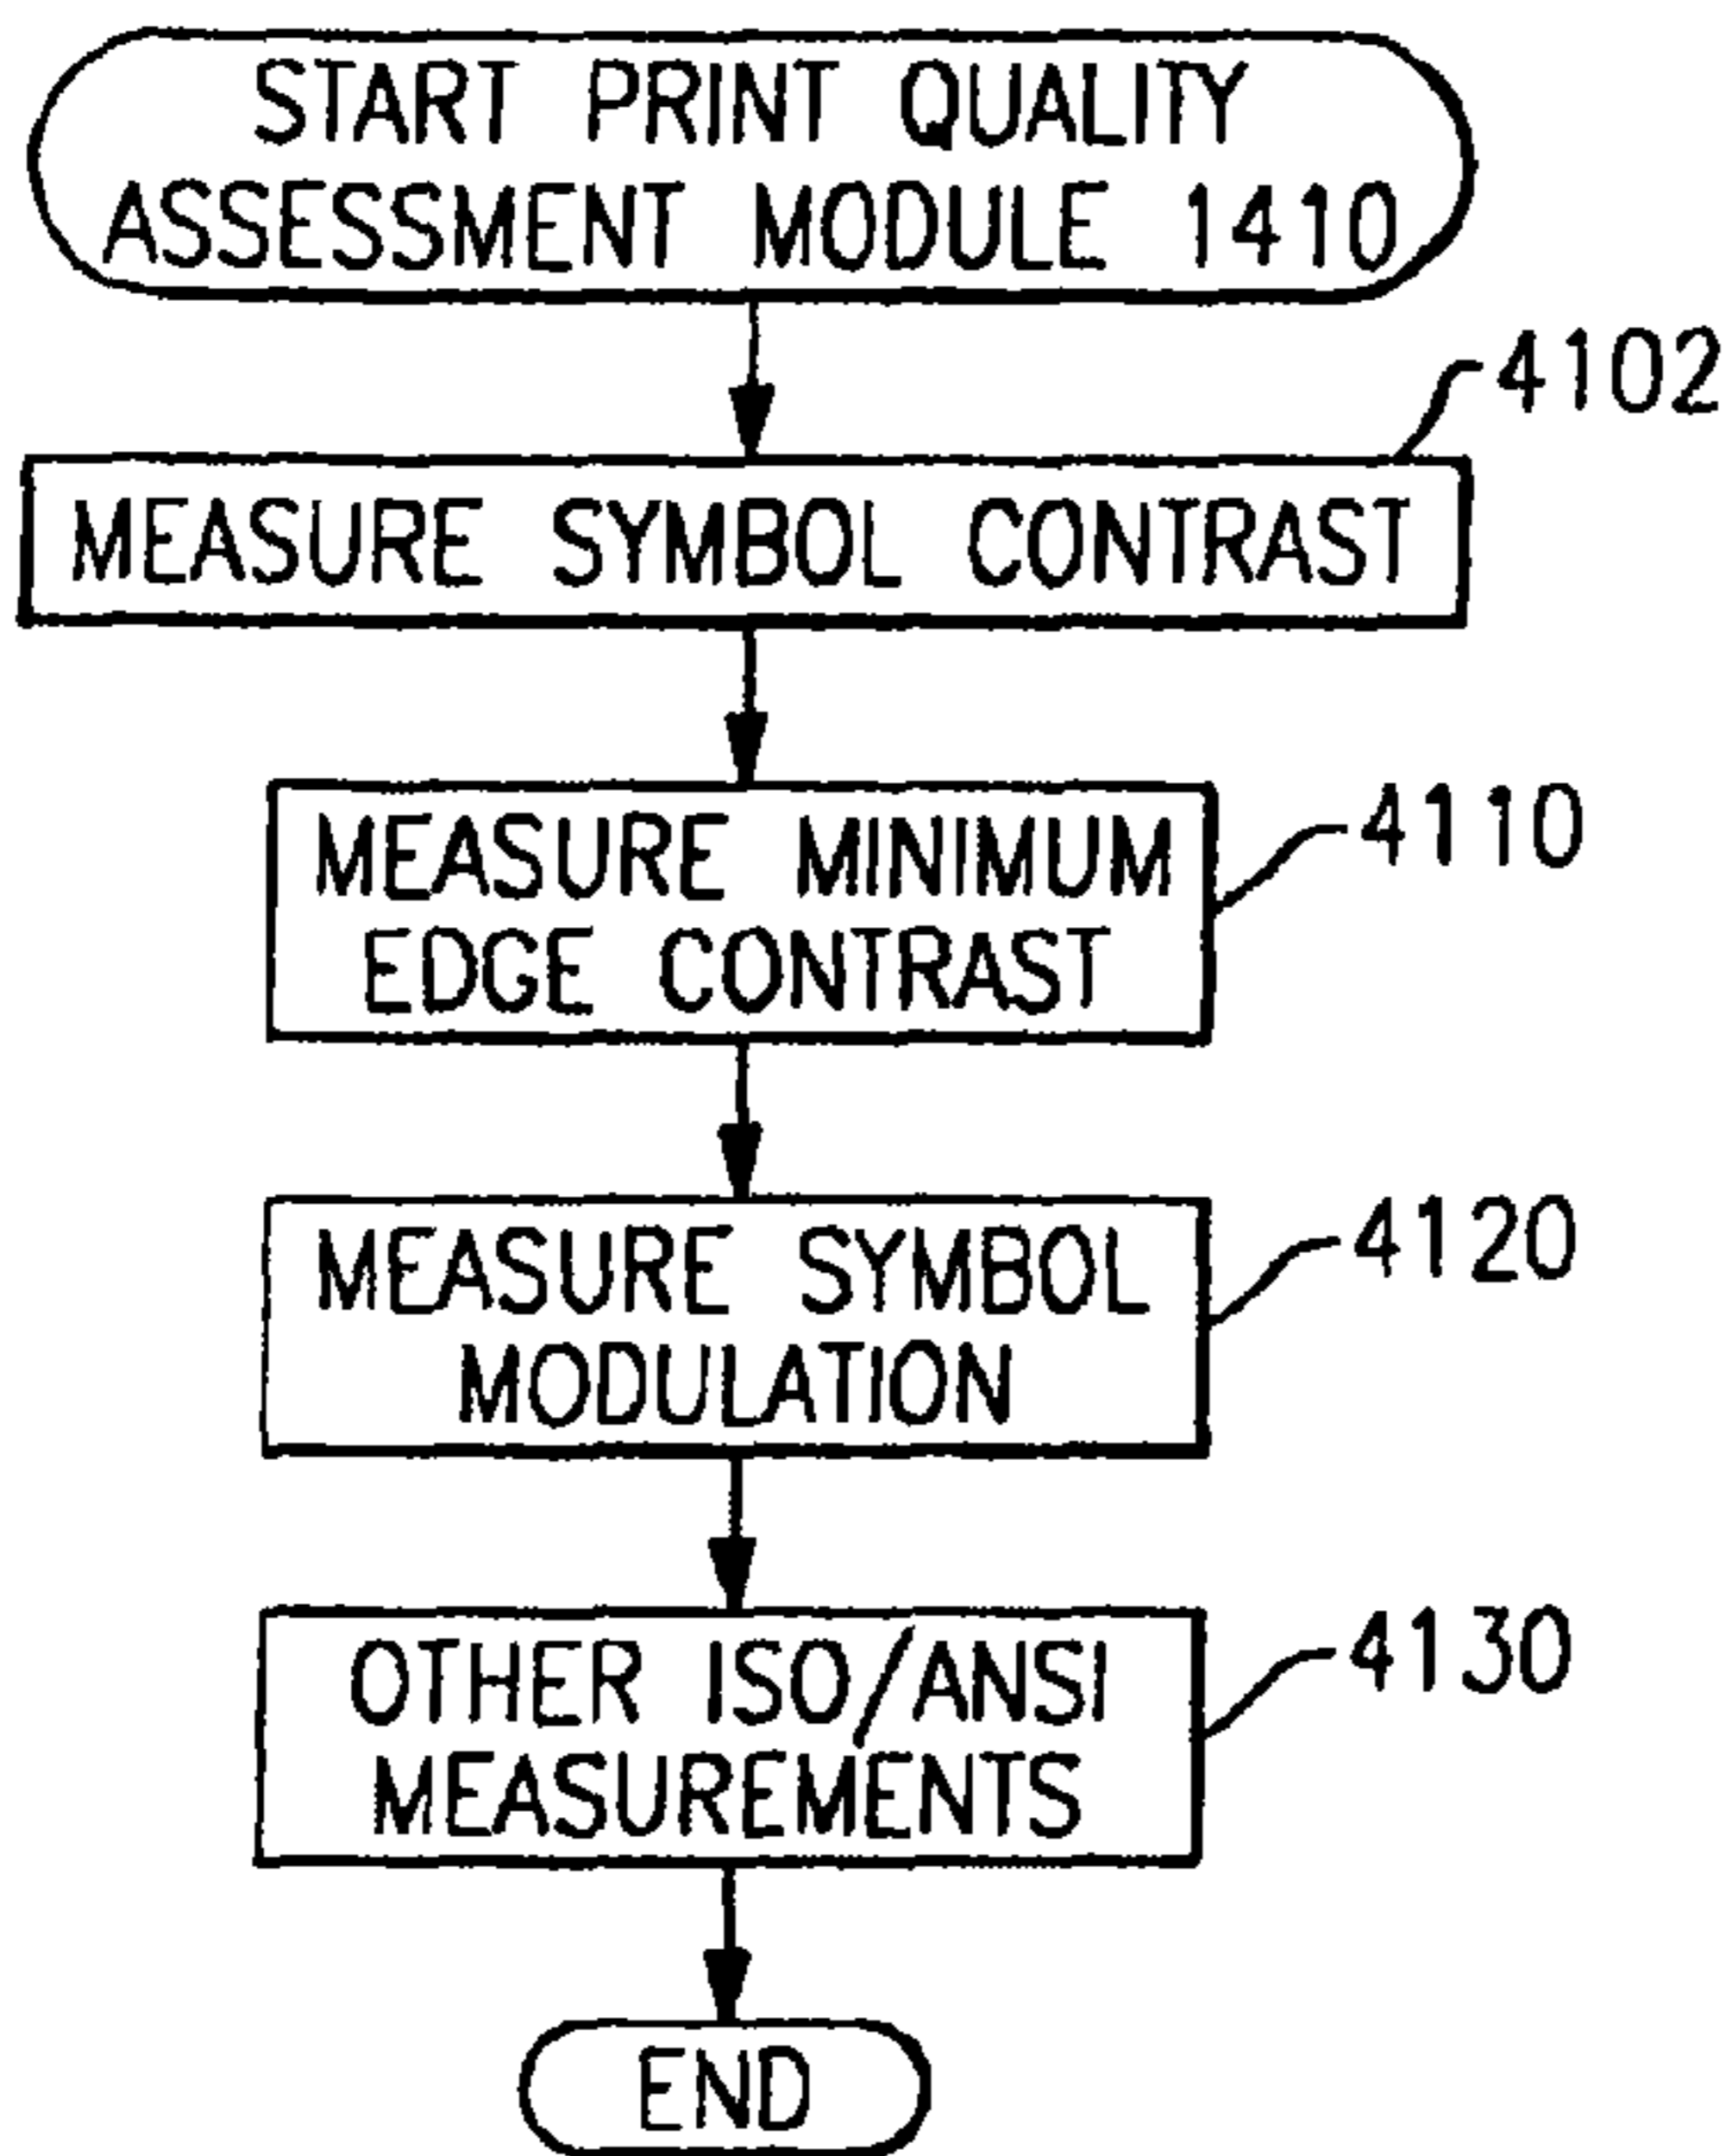 START PRINT QUALITY
ASSESSMENT MODULE 1410
4102
MEASURE SYMBOL CONTRAST
MEASURE MINIMUM
EDGE CONTRAST
4110
MEASURE SYMBOL
MODULATION
4120
OTHER ISO/ANSI
MEASUREMENTS
4130
END